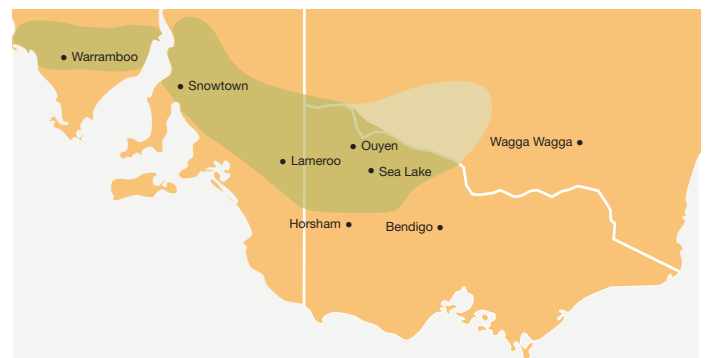 Warramboo
Snowtown
Wagga Wagga
Ouyen
Lameroo
Sea Lake
Horsham
Bendigo